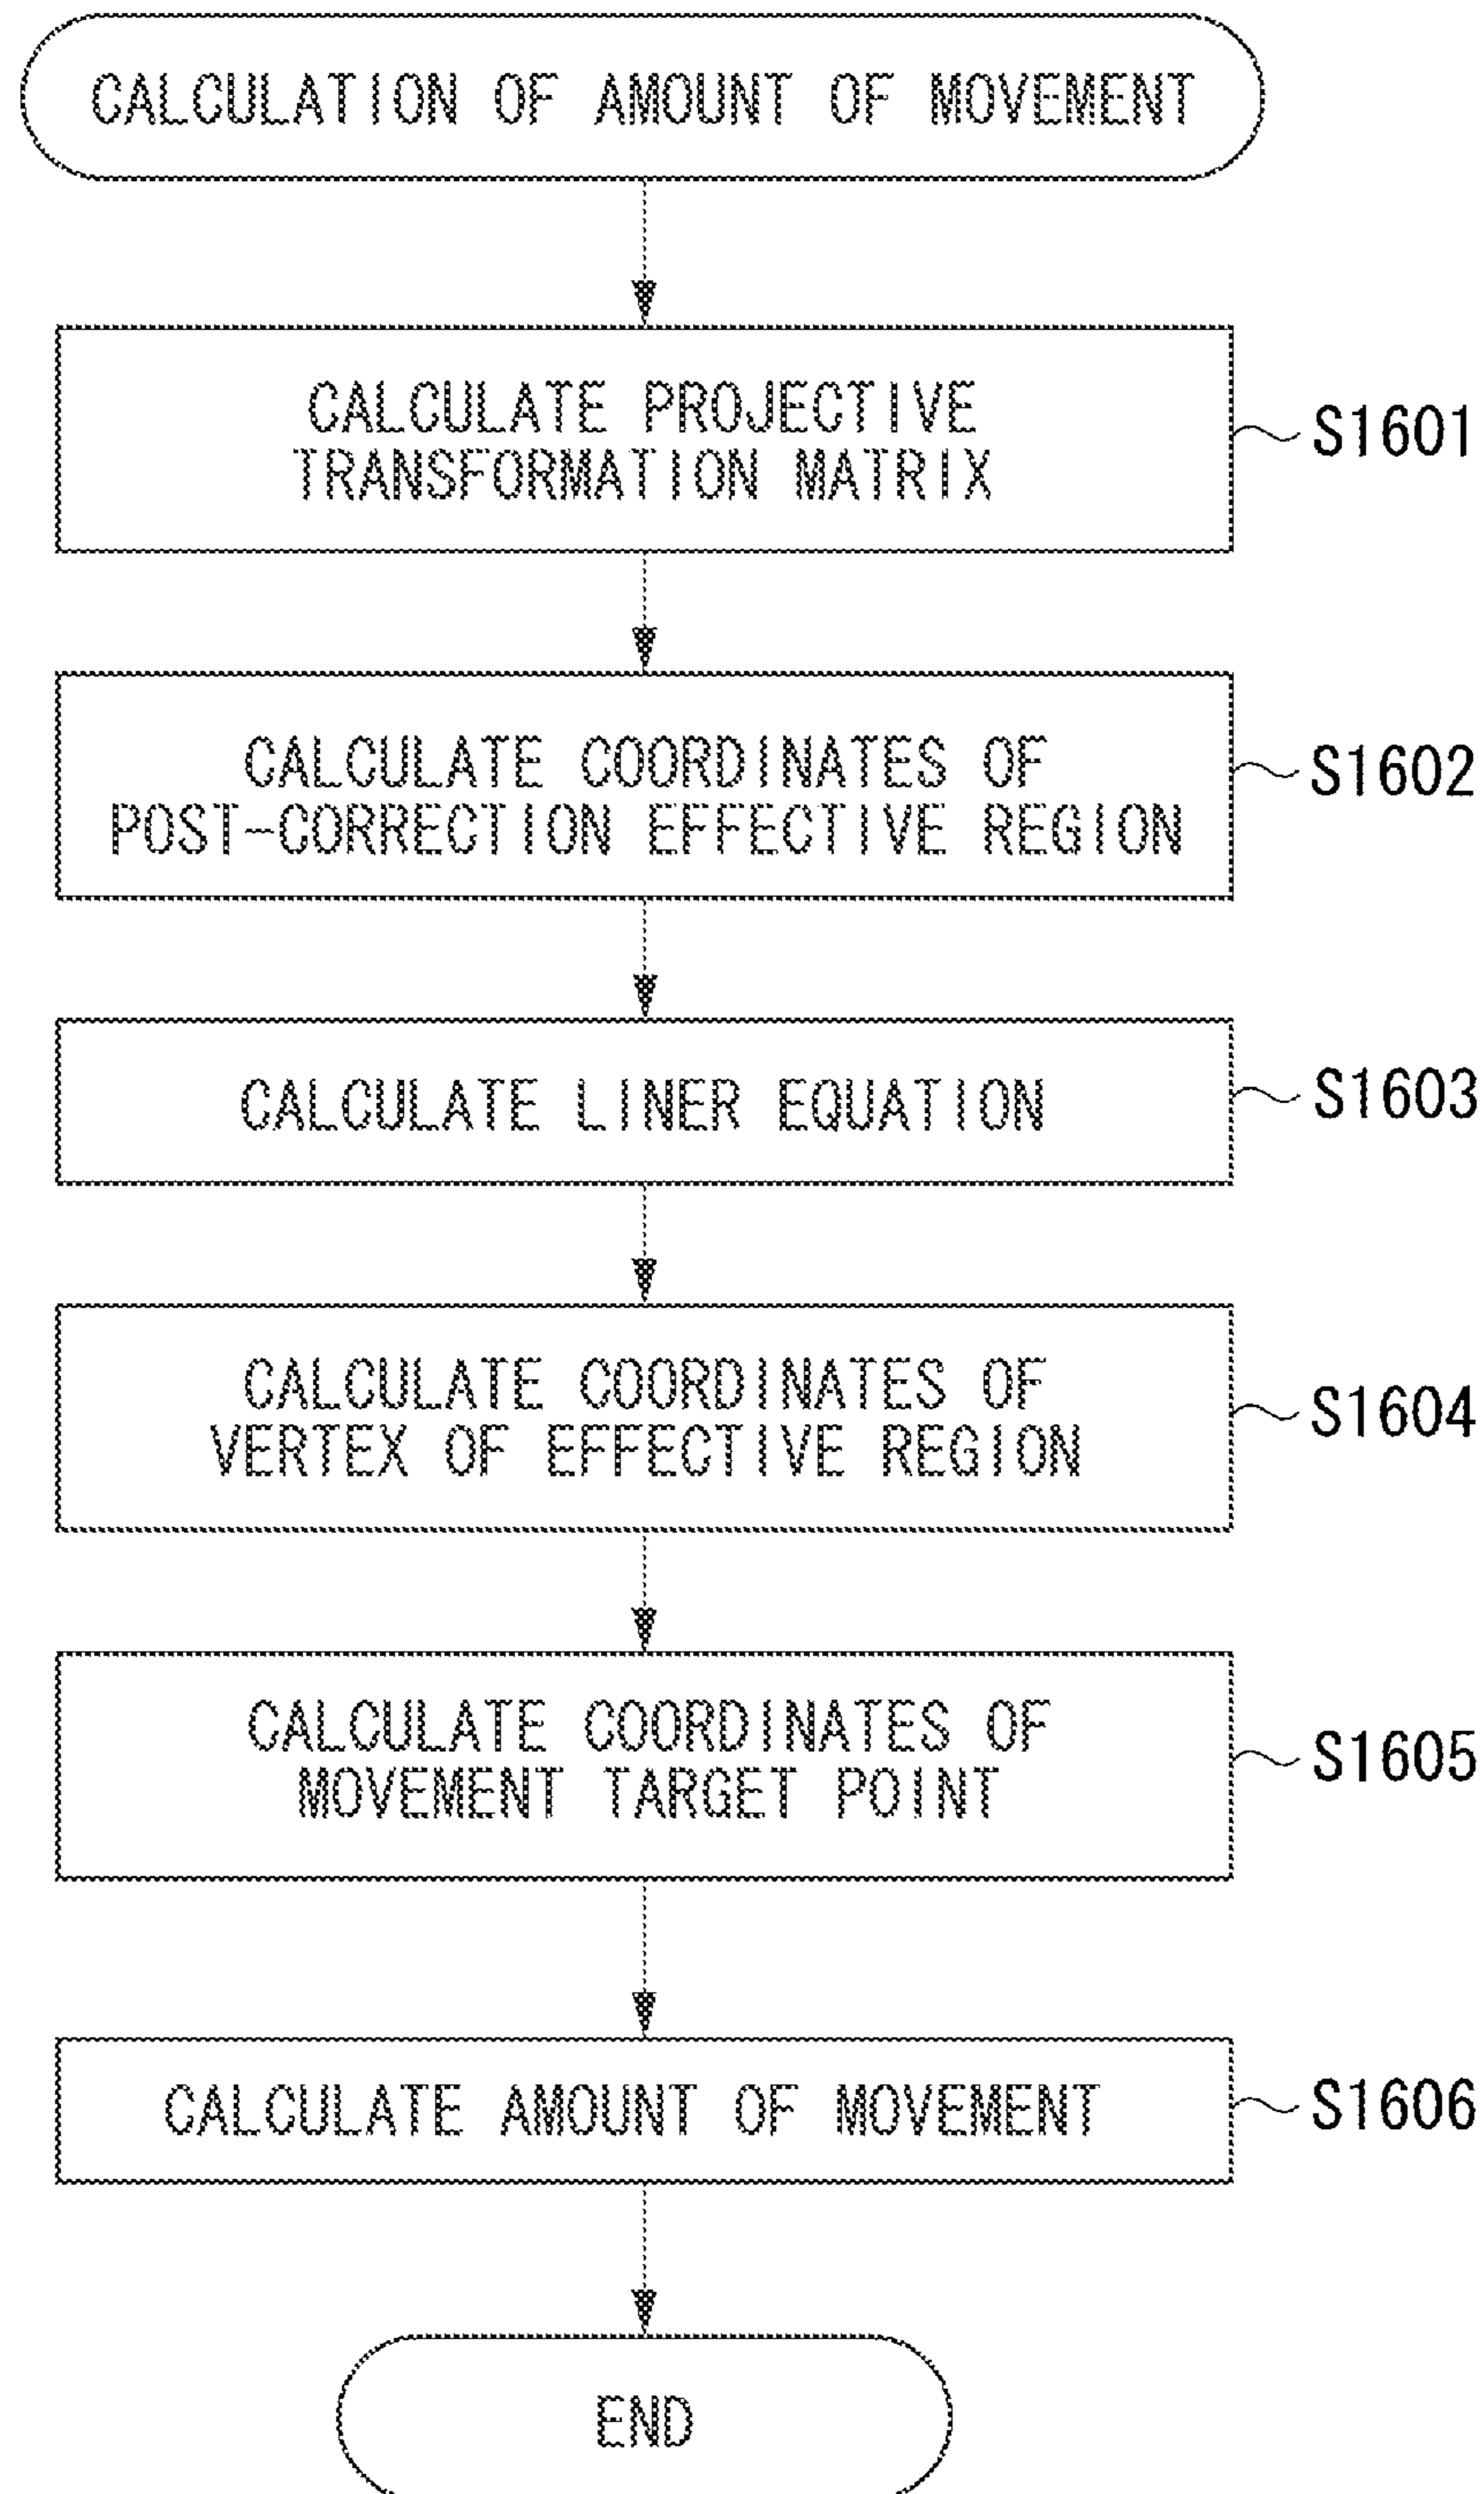 CALCULATION OF AMOUNT OF MOVEMENT
CALCULATE PROJECTIVE
TRANSFORMATION MATRIX
S1601
CALCULATE COORDINATES OF
POST-CORRECTION EFFECTIVE REGION
S1602
CALCULATE LINER EQUATION
S1603
CALCULATE COORDINATES OF
VERTEX OF EFFECTIVE REGION
S1604
CALCULATE COORDINATES OF
MOVEMENT TARGET POINT
S1605
CALCULATE AMOUNT OF MOVEMENT
S1606
END